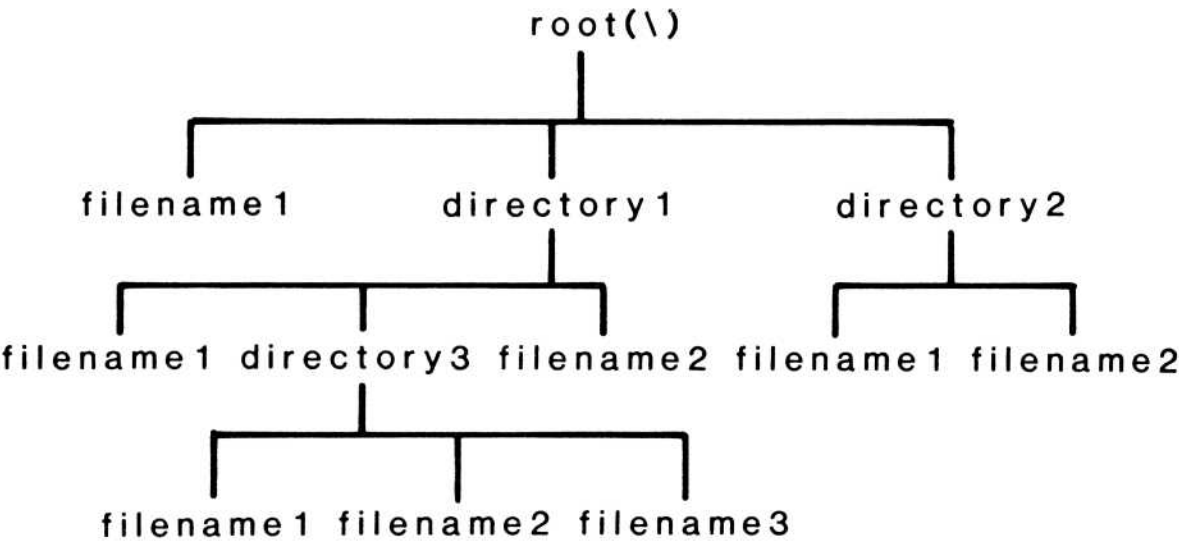 root(\)
filename1 directory1 directory2
filename1 directory3 filename2 filename1 filename2
filename1 filename2 filename3